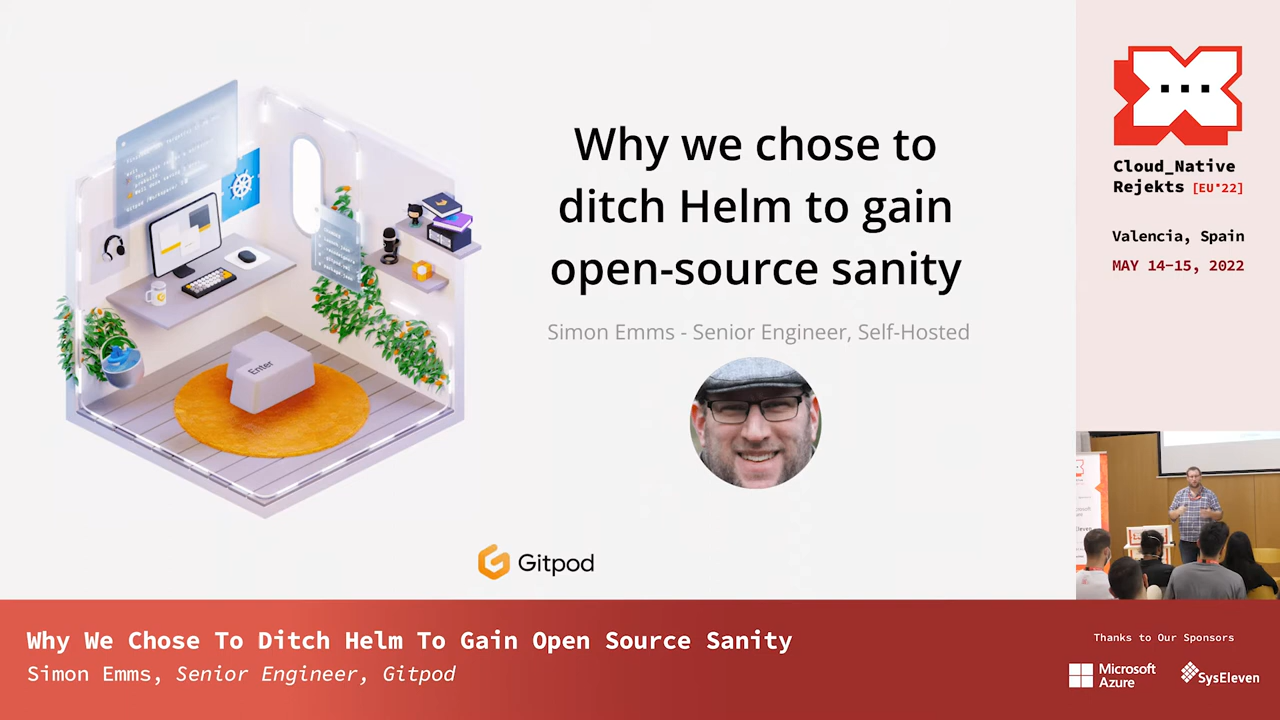 Why we chose to
ditch Helm to gain
open-source sanity
Simon Emms - Senior Engineer, Self-Hosted
Enter
Gitpod
Cloud_Native
Rejekts [EU*22]
Valencia, Spain
MAY 14-15, 2022
Why We Chose To Ditch Helm To Gain Open Source Sanity
Simon Emms, Senior Engineer, Gitpod
Thanks to Our Sponsors
Microsoft
Azure
SysEleven